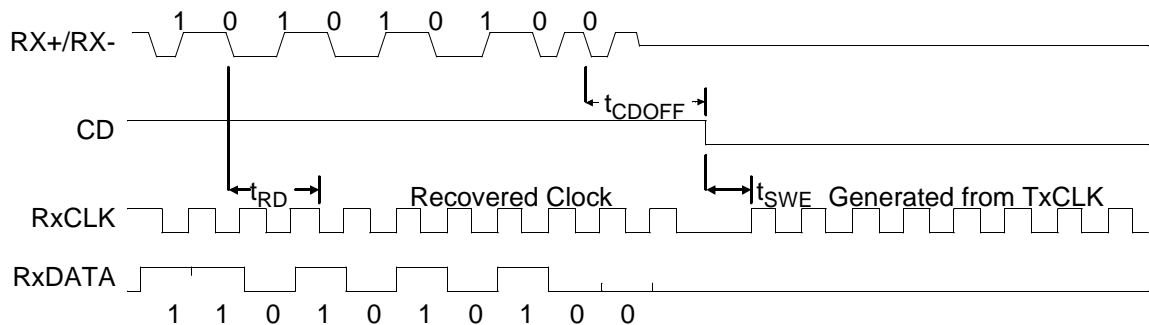 1 0 1 0 1 0 1 0 0
RX+/RX-
tCDOFF
CD
tRD Recovered Clock tSWE Generated from TxCLK
RxCLK
RxDATA
1 1 0 1 0 1 0 1 0 0